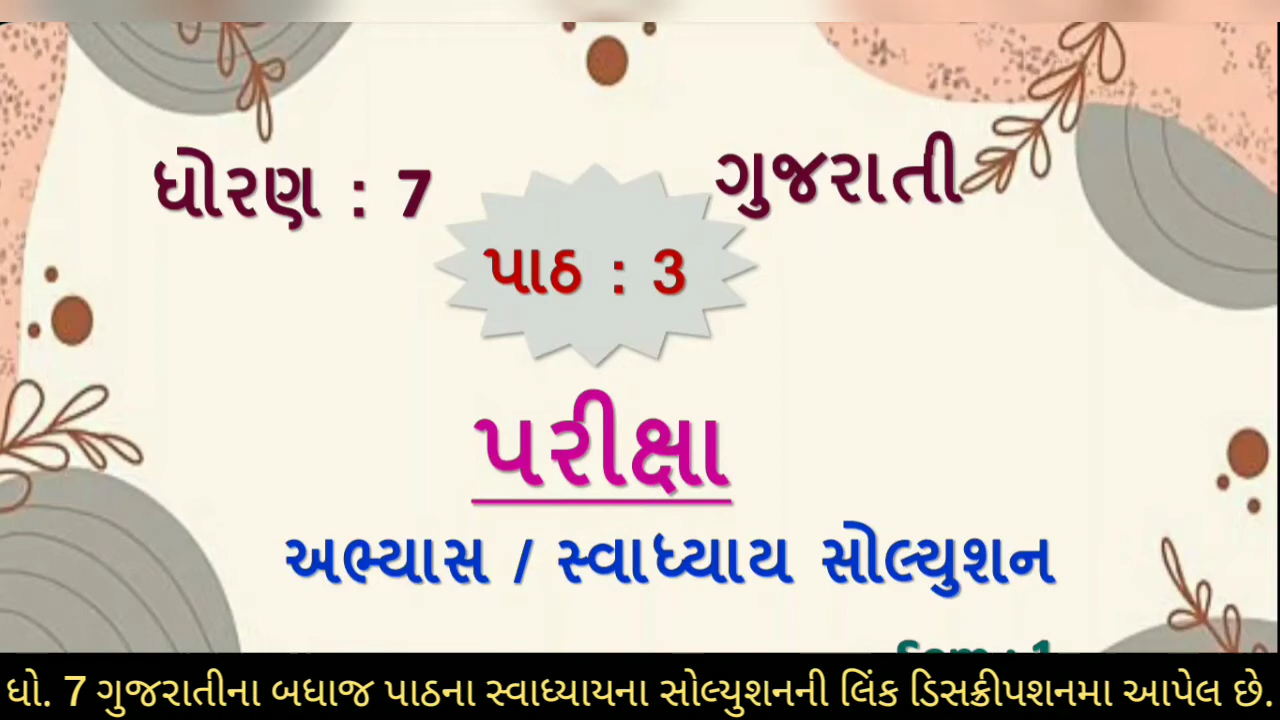 ધોરણ : 7
ગુજરાતી
પાઠ : 3
પરીક્ષા
અભ્યાસ / સ્વાધ્યાય સોલ્યુશન
ધો. 7 ગુજરાતીના બધાજ પાઠના સ્વાધ્યાયના સોલ્યુશનની લિંક ડિસક્રીપશનમા આપેલ છે.